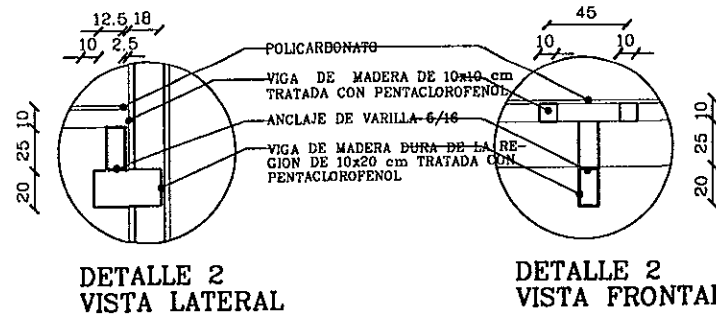 12.5 18
10 2.5
10
25
20
POLICARBONATO
VIGA DE MADERA DE 10x10 cm
TRATADA CON PENTACLOROFENOL
ANCLAJE DE VARILLA 6/16
VIGA DE MADERA DURA DE LA RE-
GION DE 10x20 cm TRATADA CON
PENTACLOROFENOL
45
10 10
10
25
20
DETALLE 2
VISTA LATERAL
DETALLE 2
VISTA FRONTAL